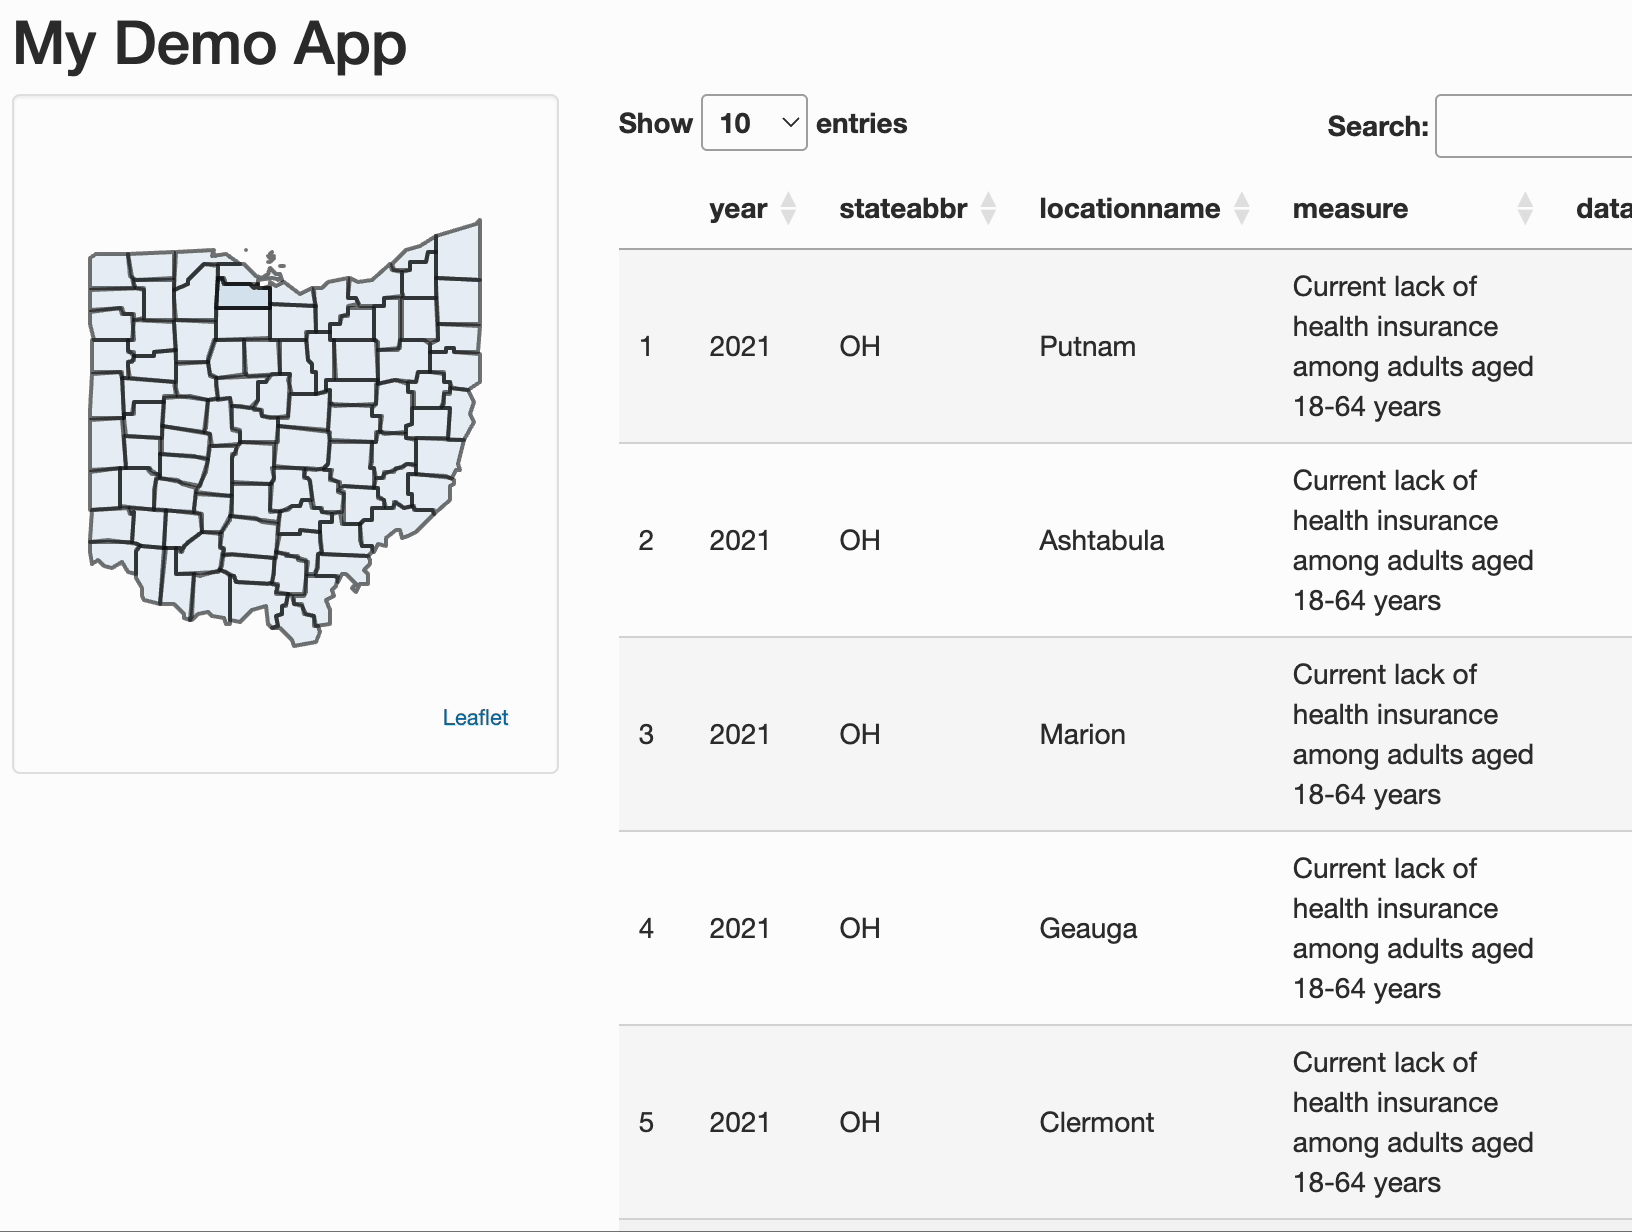 My Demo App
Show 10 entries
Search:
year stateabbr locationname measure data
1 2021 OH Putnam Current lack of
health insurance
among adults aged
18-64 years
2 2021 OH Ashtabula Current lack of
health insurance
among adults aged
18-64 years
3 2021 OH Marion Current lack of
health insurance
among adults aged
18-64 years
4 2021 OH Geauga Current lack of
health insurance
among adults aged
18-64 years
5 2021 OH Clermont Current lack of
health insurance
among adults aged
18-64 years
Leaflet